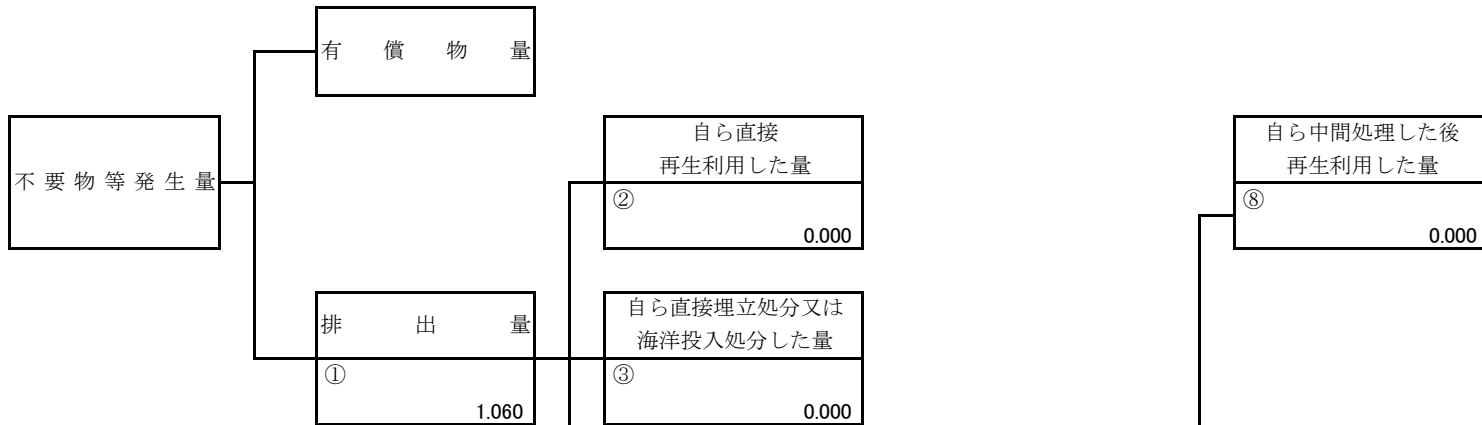 有償物量
自ら直接
再生利用した量
自ら中間処理した後
再生利用した量
不要物等発生量
②
0.000
⑧
0.000
排出量
自ら直接埋立処分又は
海洋投入処分した量
①
1.060
③
0.000